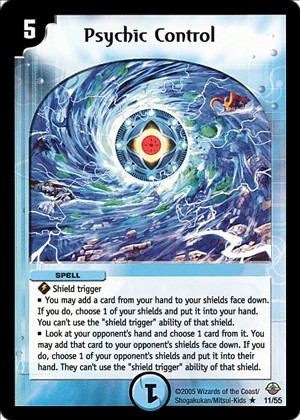 5
Psychic Control
SPELL
Shield trigger
■ You may add a card from your hand to your shields face down.
If you do, choose 1 of your shields and put it into your hand.
You can't use the "shield trigger" ability of that shield.
■ Look at your opponent's hand and choose 1 card from it. You
may add that card to your opponent's shields face down. If you
do, choose 1 of your opponent's shields and put it into their
hand. They can't use the "shield trigger" ability of that shield.
©2005 Wizards of the Coast/
Shogakukan/Mitsui-Kids ★ 11/55